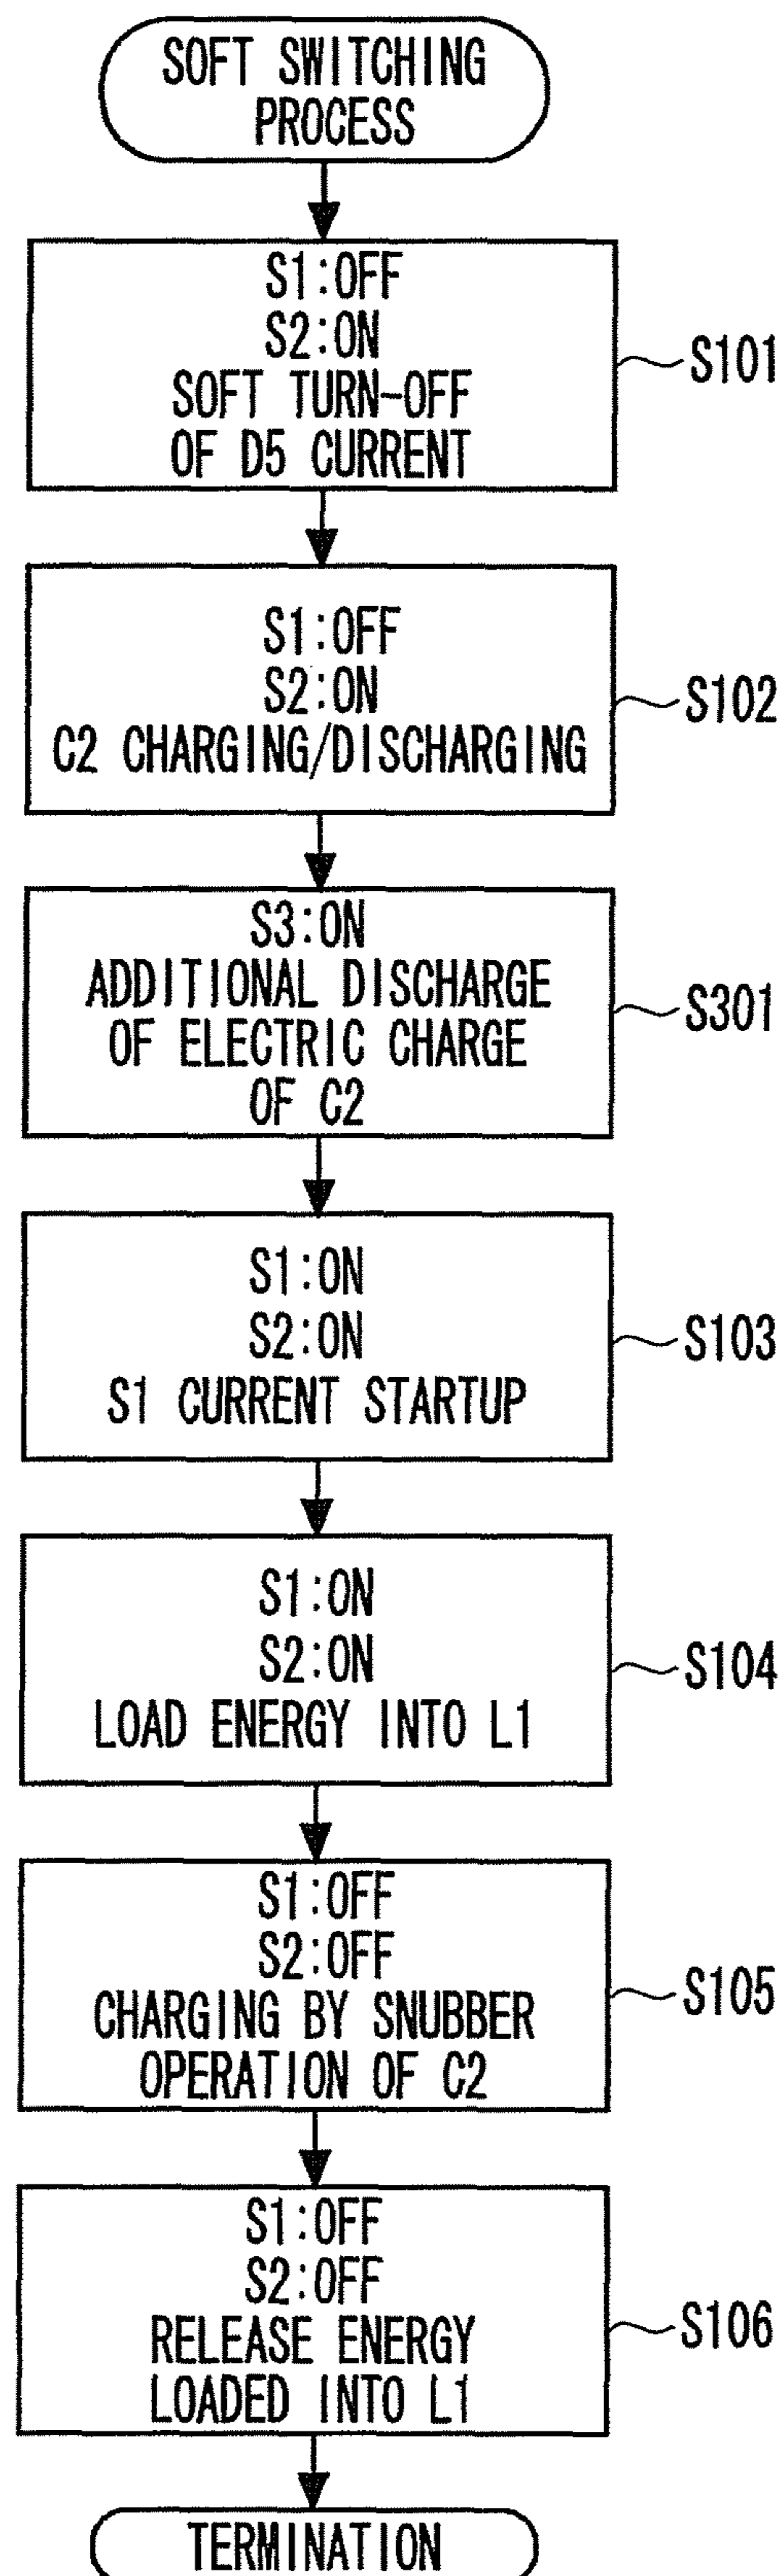 SOFT SWITCHING
PROCESS
S1:OFF
S2:ON
SOFT TURN-OFF
OF D5 CURRENT
S101
S1:OFF
S2:ON
C2 CHARGING/DISCHARGING
S102
S3:ON
ADDITIONAL DISCHARGE
OF ELECTRIC CHARGE
OF C2
S301
S1:ON
S2:ON
S1 CURRENT STARTUP
S103
S1:ON
S2:ON
LOAD ENERGY INTO L1
S104
S1:OFF
S2:OFF
CHARGING BY SNUBBER
OPERATION OF C2
S105
S1:OFF
S2:OFF
RELEASE ENERGY
LOADED INTO L1
S106
TERMINATION